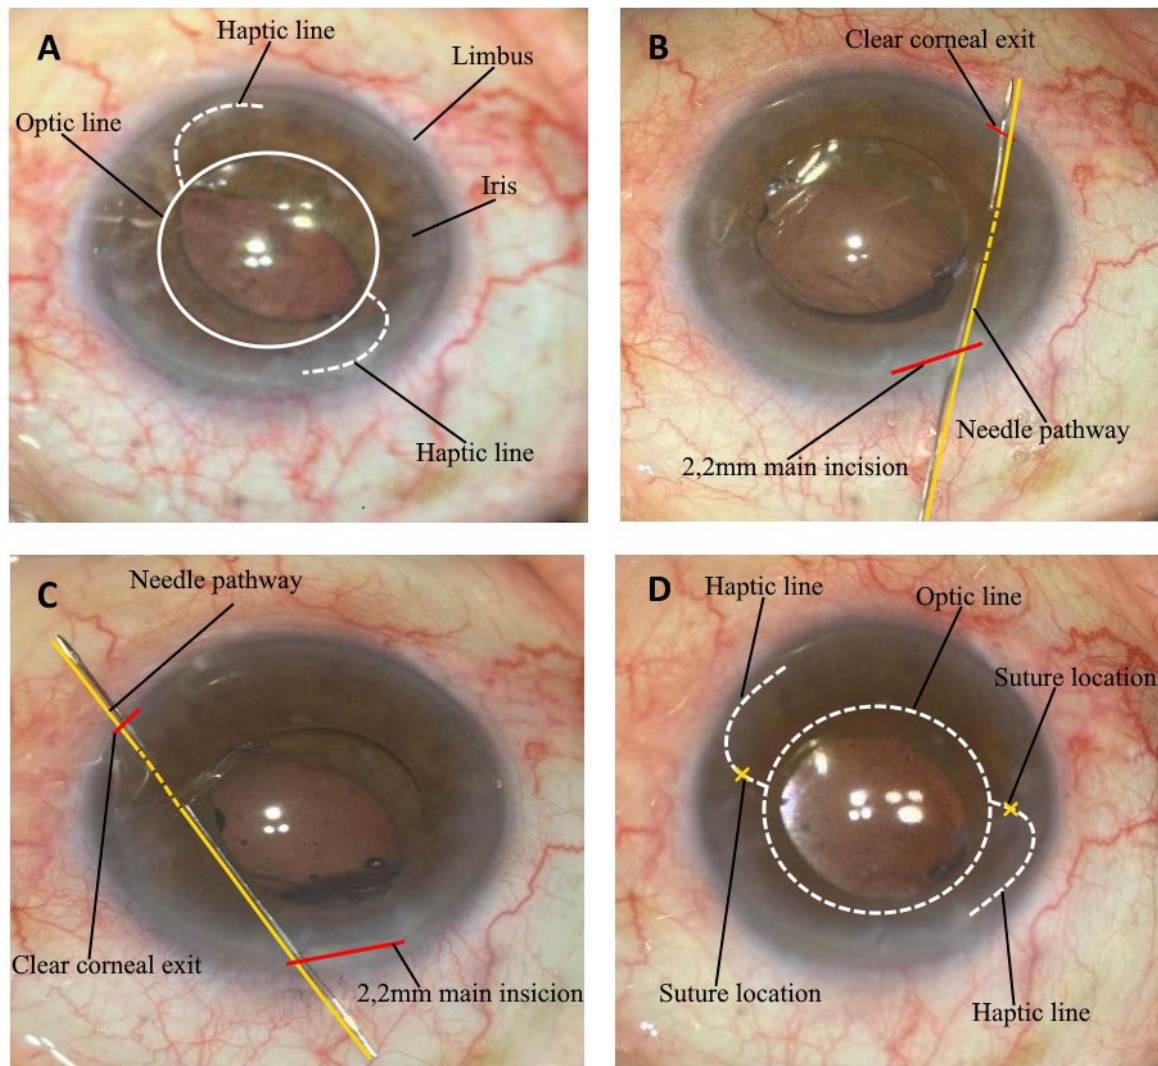 A
Haptic line
Limbus
Optic line
Iris
Haptic line
B
Clear corneal exit
Needle pathway
2,2mm main incision
C
Needle pathway
Clear corneal exit
2,2mm main insicion
D
Haptic line
Optic line
Suture location
Suture location
Haptic line